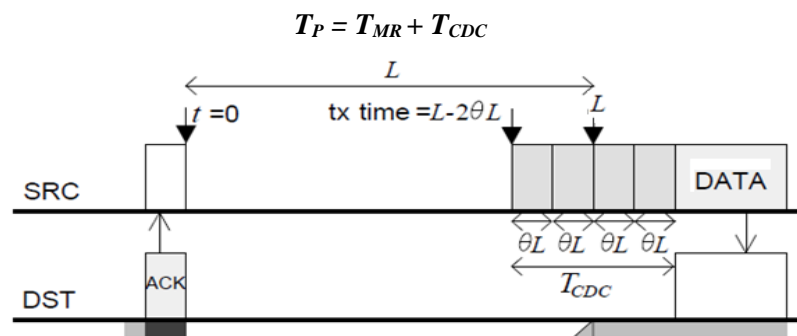 T_P = T_MR + T_CDC
L
t =0
tx time =L-2θL
L
SRC
DATA
θL θL θL θL
ACK
T_CDC
DST